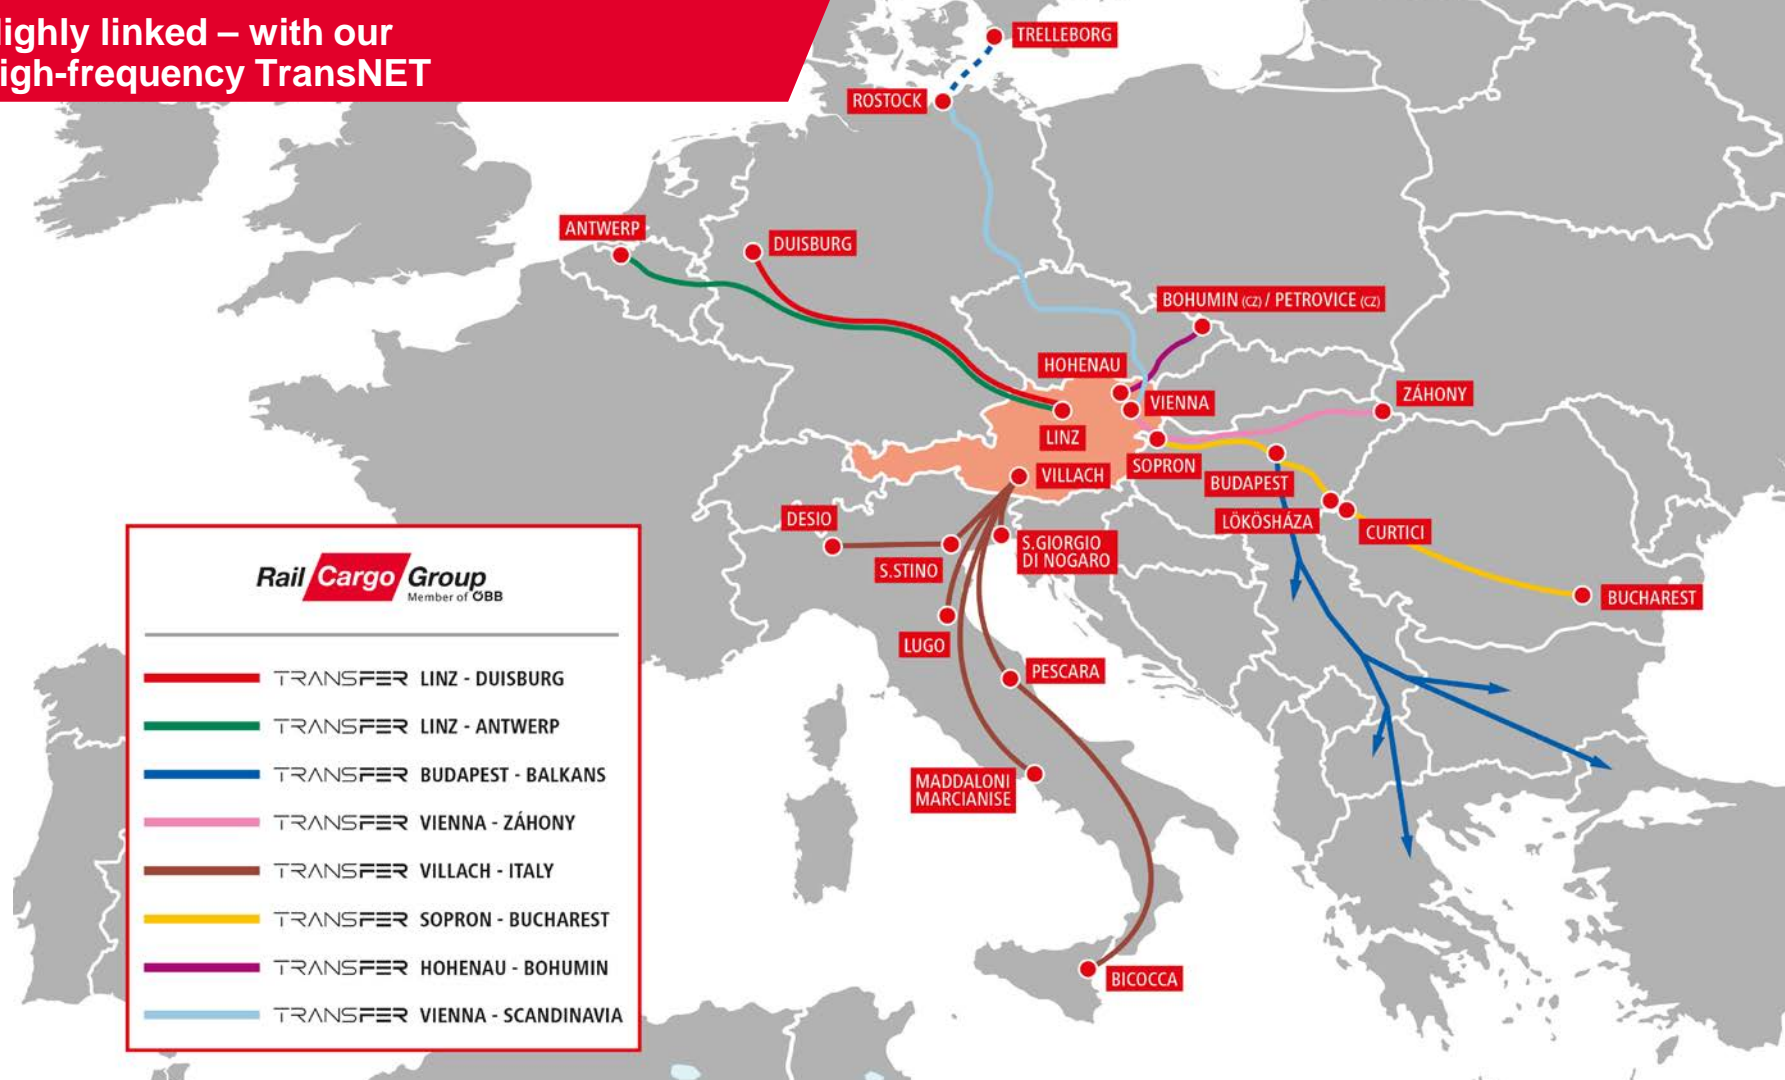 ighly linked – with our
igh-frequency TransNET
TRELLEBORG
ROSTOCK
ANTWERP
DUISBURG
BOHUMIN (CZ) / PETROVICE (CZ)
HOHENAU
VIENNA
ZÁHONY
LINZ
SOPRON
VILLACH
BUDAPEST
DESIO
LÖKÖSHÁZA
CURTICI
S.STINO
S.GIORGIO
DI NOGARO
BUCHAREST
LUGO
PESCARA
MADDALONI
MARCIANISE
BICOCCA
Rail Cargo Group
Member of ÖBB
TRANSFER LINZ - DUISBURG
TRANSFER LINZ - ANTWERP
TRANSFER BUDAPEST - BALKANS
TRANSFER VIENNA - ZÁHONY
TRANSFER VILLACH - ITALY
TRANSFER SOPRON - BUCHAREST
TRANSFER HOHENAU - BOHUMIN
TRANSFER VIENNA - SCANDINAVIA